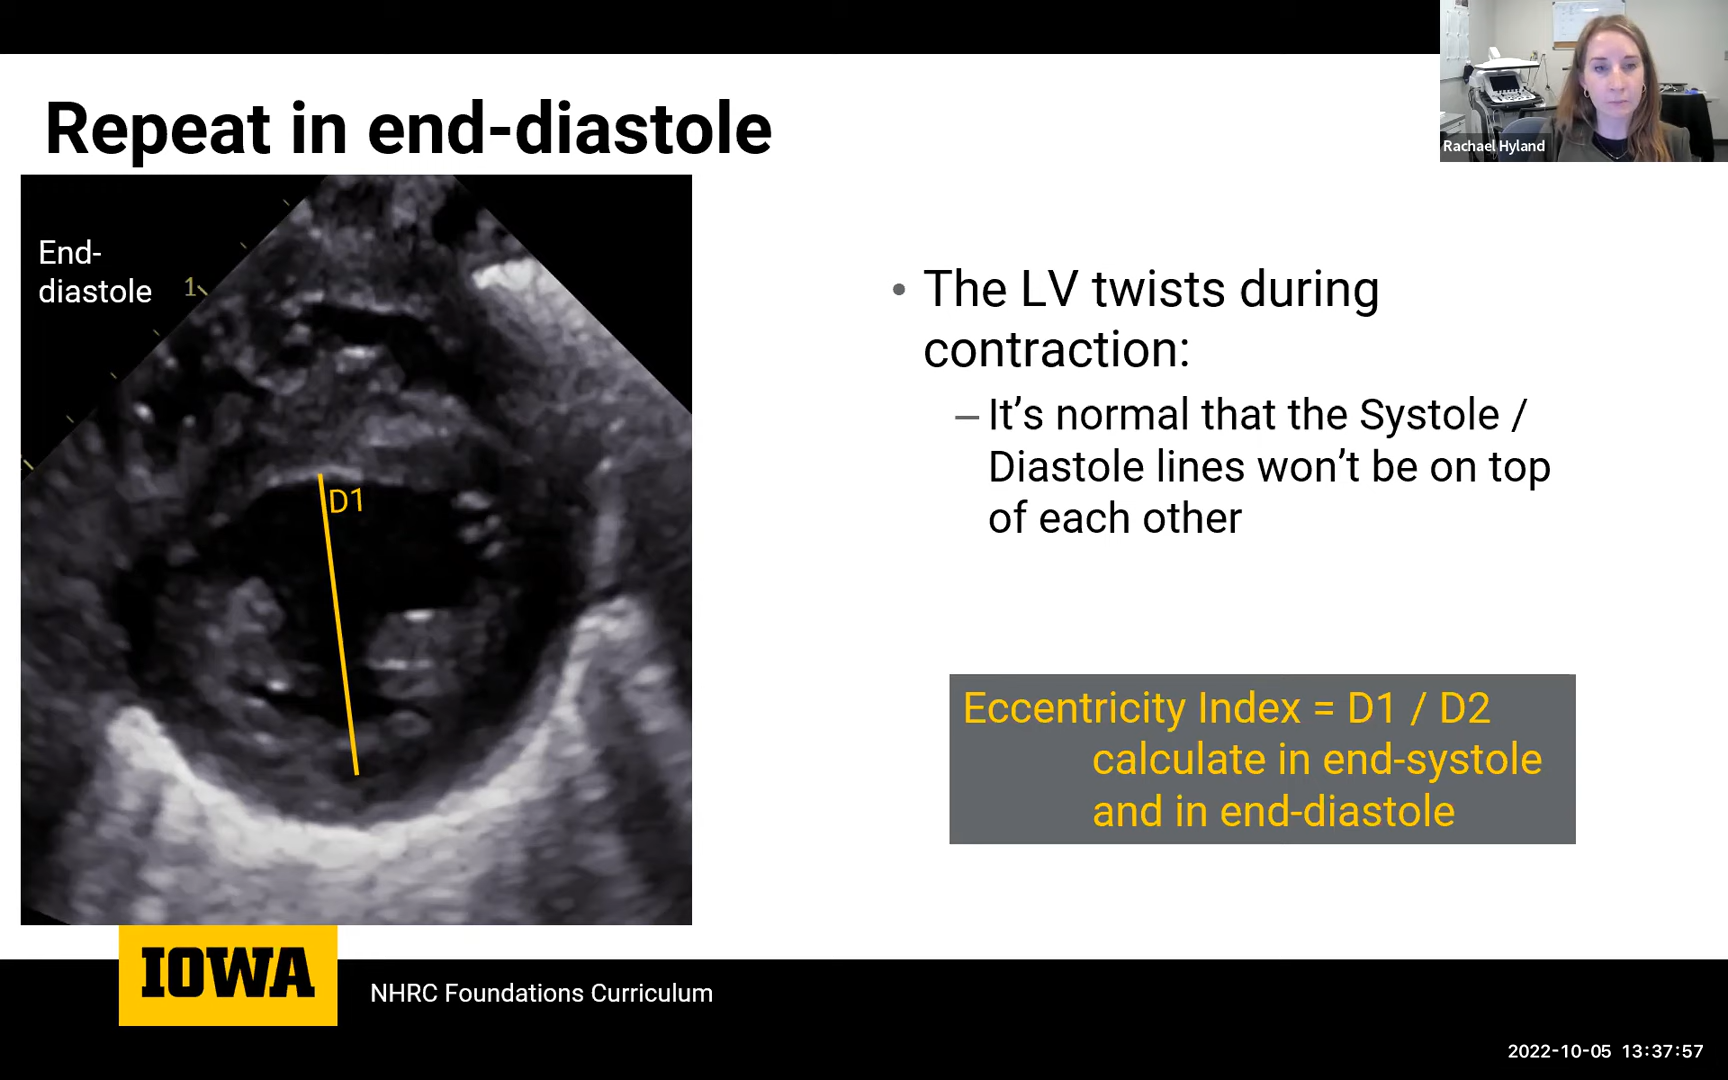 Rachael Hyland
Repeat in end-diastole
End-
diastole
1
D1
• The LV twists during
contraction:
– It’s normal that the Systole /
Diastole lines won’t be on top
of each other
Eccentricity Index = D1 / D2
calculate in end-systole
and in end-diastole
IOWA
NHRC Foundations Curriculum
2022-10-05 13:37:57